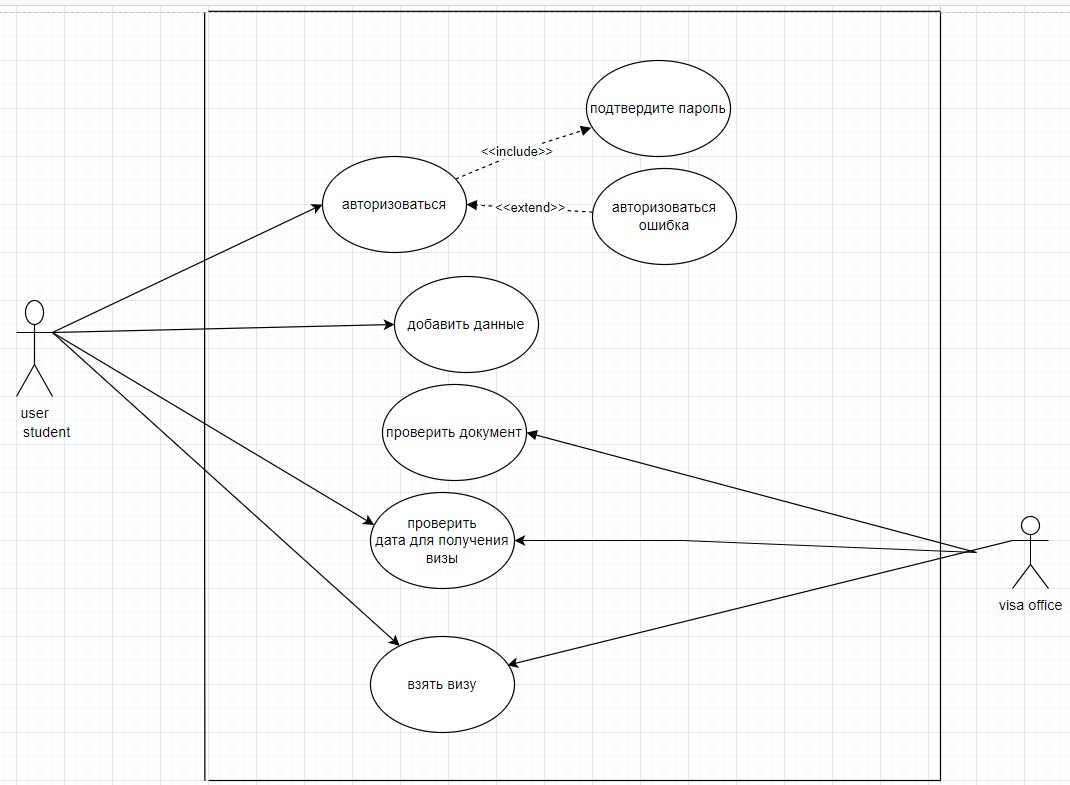 подтвердите пароль
<<include>>
авторизоваться
<<extend>>
авторизоваться
ошибка
добавить данные
user
student
проверить документ
проверить
дата для получения
визы
visa office
взять визу